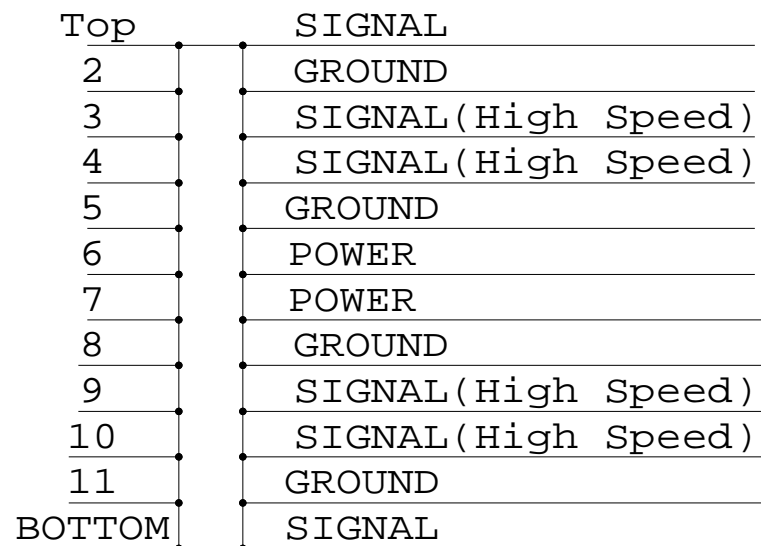 Top SIGNAL
2 GROUND
3 SIGNAL(High Speed)
4 SIGNAL(High Speed)
5 GROUND
6 POWER
7 POWER
8 GROUND
9 SIGNAL(High Speed)
10 SIGNAL(High Speed)
11 GROUND
BOTTOM SIGNAL